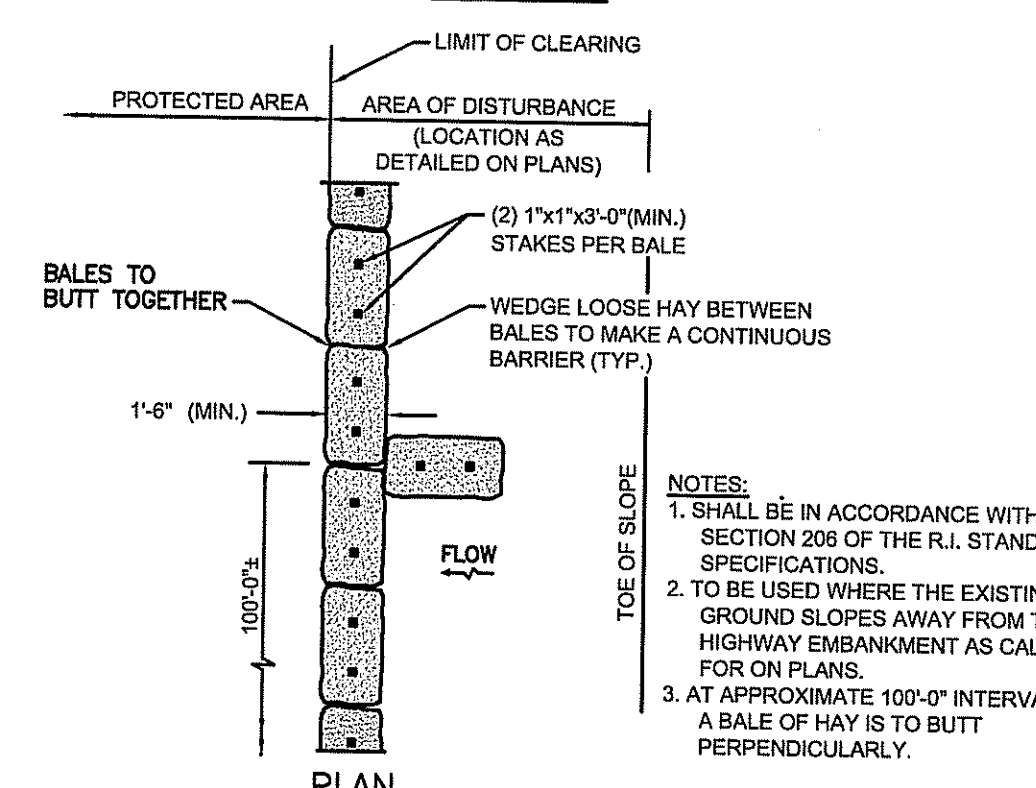 LIMIT OF CLEARING
PROTECTED AREA
AREA OF DISTURBANCE
(LOCATION AS
DETAILED ON PLANS)
(2) 1"x1"x3'-0"(MIN.)
STAKES PER BALE
BALES TO
BUTT TOGETHER
WEDGE LOOSE HAY BETWEEN
BALES TO MAKE A CONTINUOUS
BARRIER (TYP.)
1'-6" (MIN.)
100'-0"±
FLOW
TOE OF SLOPE
NOTES:
1. SHALL BE IN ACCORDANCE WITH
SECTION 206 OF THE R.I. STAND
SPECIFICATIONS.
2. TO BE USED WHERE THE EXISTIN
GROUND SLOPES AWAY FROM T
HIGHWAY EMBANKMENT AS CAL
FOR ON PLANS.
3. AT APPROXIMATE 100'-0" INTERVA
A BALE OF HAY IS TO BUTT
PERPENDICULARLY.
PLAN